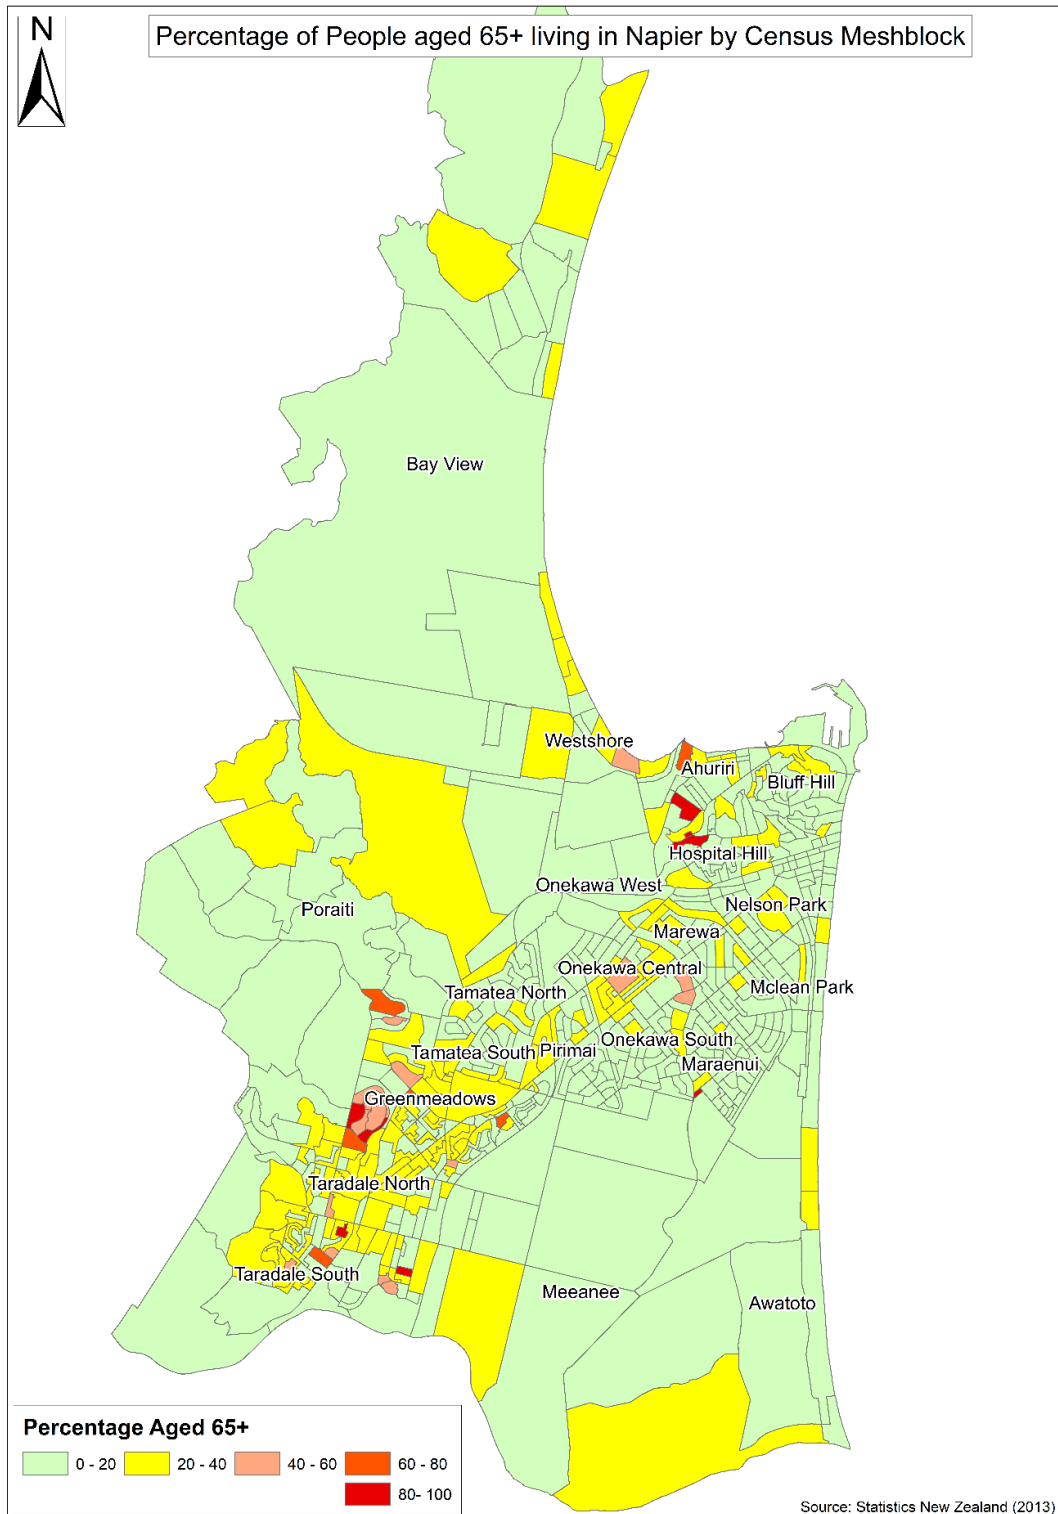 N
Percentage of People aged 65+ living in Napier by Census Meshblock
Bay View
Westshore
Ahuriri
Bluff Hill
Hospital Hill
Onekawa West
Nelson Park
Poraiti
Marewa
Onekawa Central
Mclean Park
Tamatea North
Onekawa South
Tamatea South
Pirimai
Maraenui
Greenmeadows
Taradale North
Taradale South
Meeanee
Awatoto
Percentage Aged 65+
0 - 20
20 - 40
40 - 60
60 - 80
80- 100
Source: Statistics New Zealand (2013)